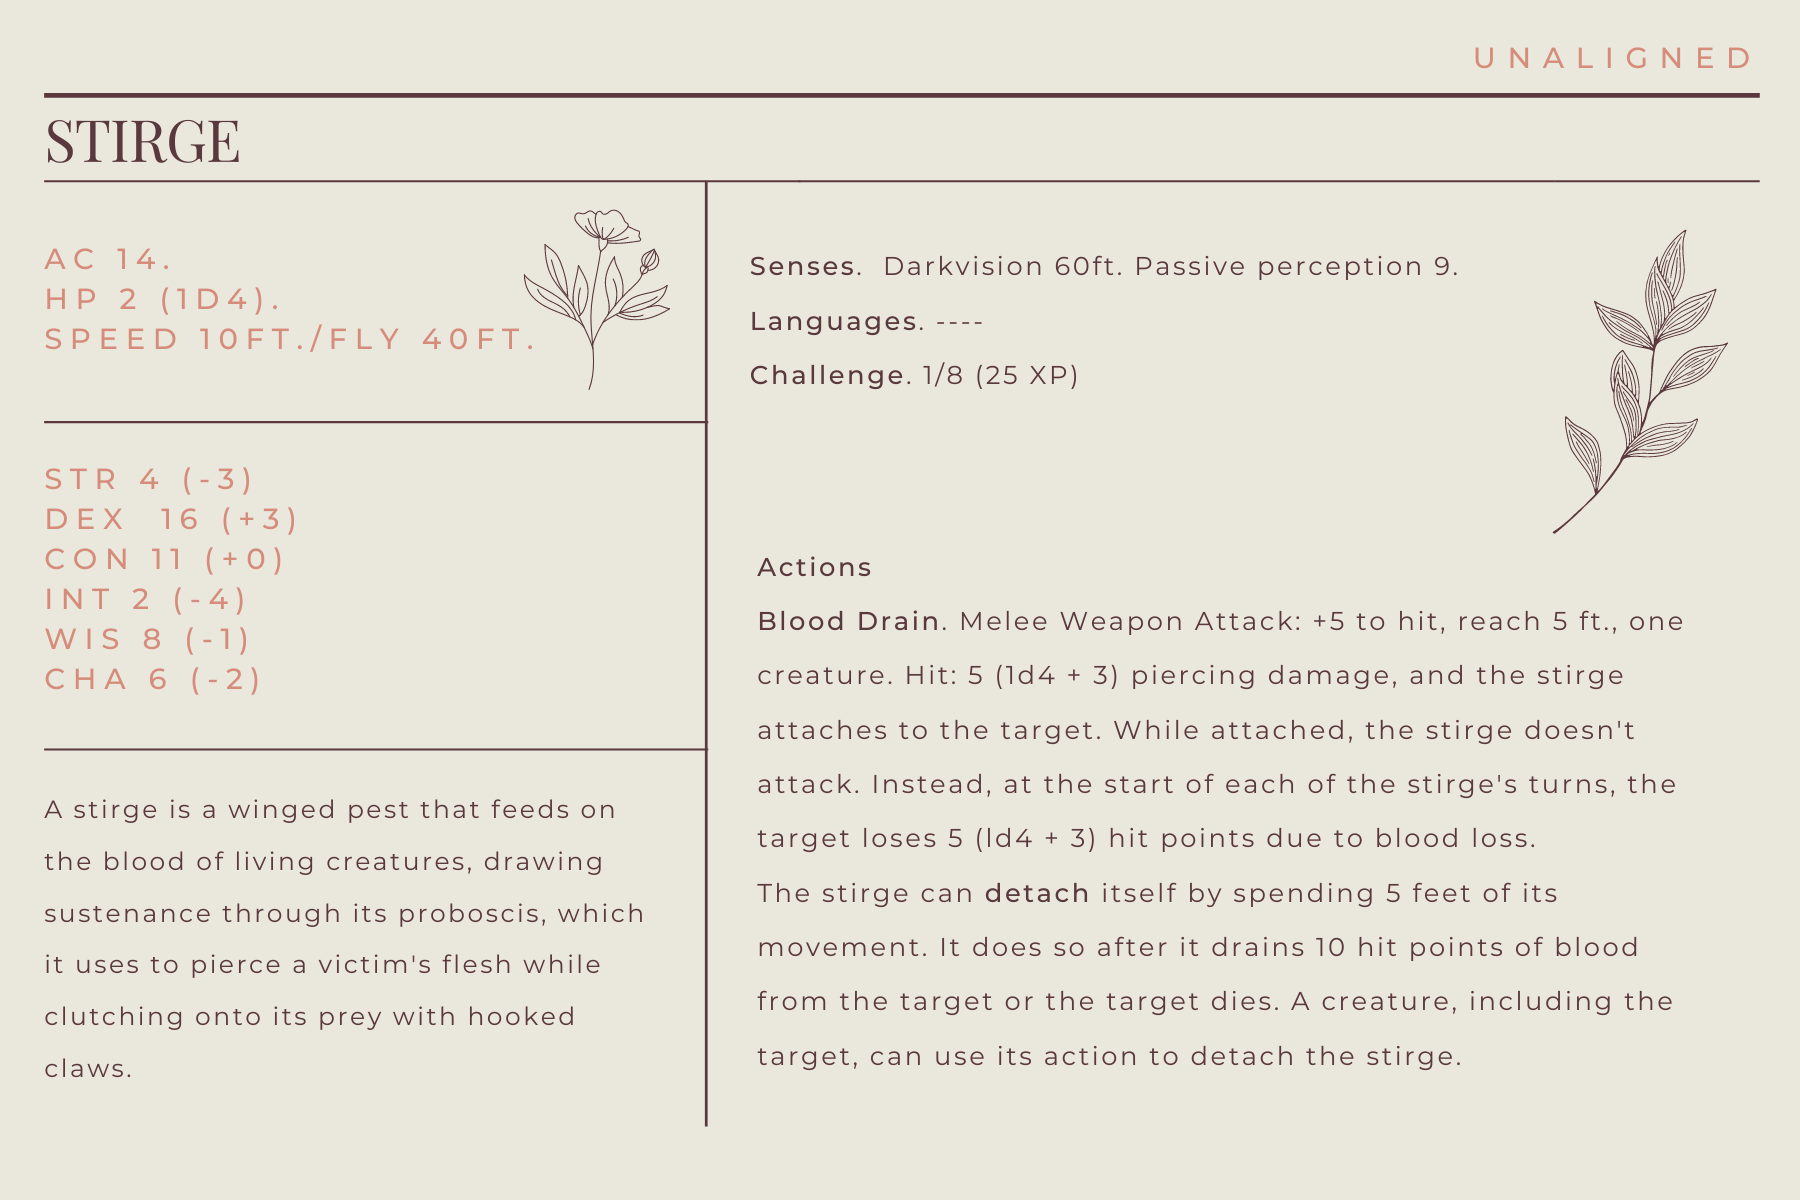 UNALIGNED
STIRGE
AC 14.
HP 2 (1D4).
SPEED 10FT./FLY 40FT.
STR 4 (-3)
DEX 16 (+3)
CON 11 (+0)
INT 2 (-4)
WIS 8 (-1)
CHA 6 (-2)
A stirge is a winged pest that feeds on
the blood of living creatures, drawing
sustenance through its proboscis, which
it uses to pierce a victim's flesh while
clutching onto its prey with hooked
claws.
Senses. Darkvision 60ft. Passive perception 9.
Languages. ----
Challenge. 1/8 (25 XP)
Actions
Blood Drain. Melee Weapon Attack: +5 to hit, reach 5 ft., one
creature. Hit: 5 (1d4 + 3) piercing damage, and the stirge
attaches to the target. While attached, the stirge doesn't
attack. Instead, at the start of each of the stirge's turns, the
target loses 5 (ld4 + 3) hit points due to blood loss.
The stirge can detach itself by spending 5 feet of its
movement. It does so after it drains 10 hit points of blood
from the target or the target dies. A creature, including the
target, can use its action to detach the stirge.